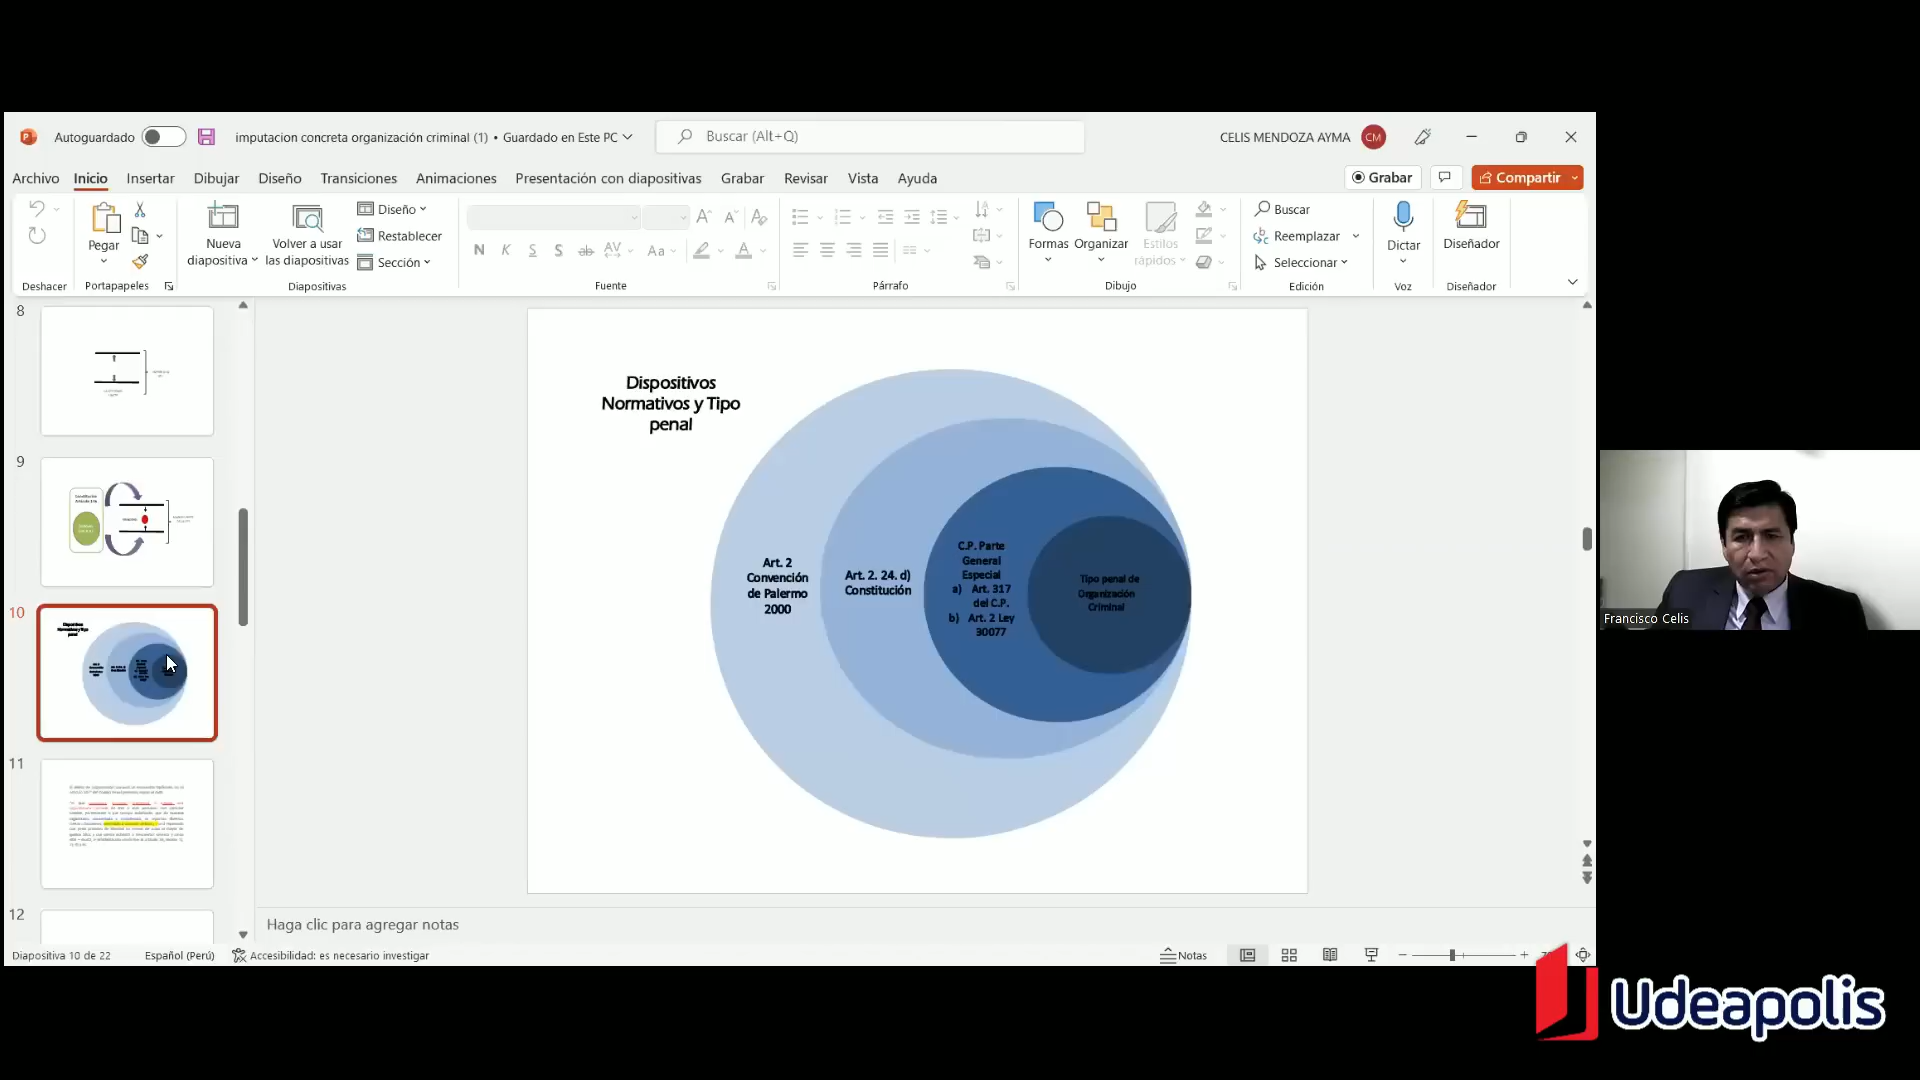 Autoguardado
imputacion concreta organización criminal (1) • Guardado en Este PC
Buscar (Alt+Q)
CELIS MENDOZA AYMA
CM
Archivo Inicio Insertar Dibujar Diseño Transiciones Animaciones Presentación con diapositivas Grabar Revisar Vista Ayuda
Grabar
Compartir
Pegar
Nueva diapositiva
Volver a usar las diapositivas
Diseño
Restablecer
Sección
N K S S ab AV Aa A
Formas
Organizar
Estilos rápidos
Buscar
Reemplazar
Seleccionar
Dictar
Diseñador
Deshacer Portapapeles Diapositivas Fuente Párrafo Dibujo Edición Voz Diseñador
8
9
10
11
12
Dispositivos
Normativos y Tipo
penal
Art. 2
Convención
de Palermo
2000
Art. 2. 24. d)
Constitución
C.P. Parte
General
Especial
a) Art. 317
del C.P.
b) Art. 2 Ley
30077
Tipo penal de
Organización
Criminal
Haga clic para agregar notas
Diapositiva 10 de 22
Español (Perú)
Accesibilidad: es necesario investigar
Notas
Francisco Celis
Udeapolis